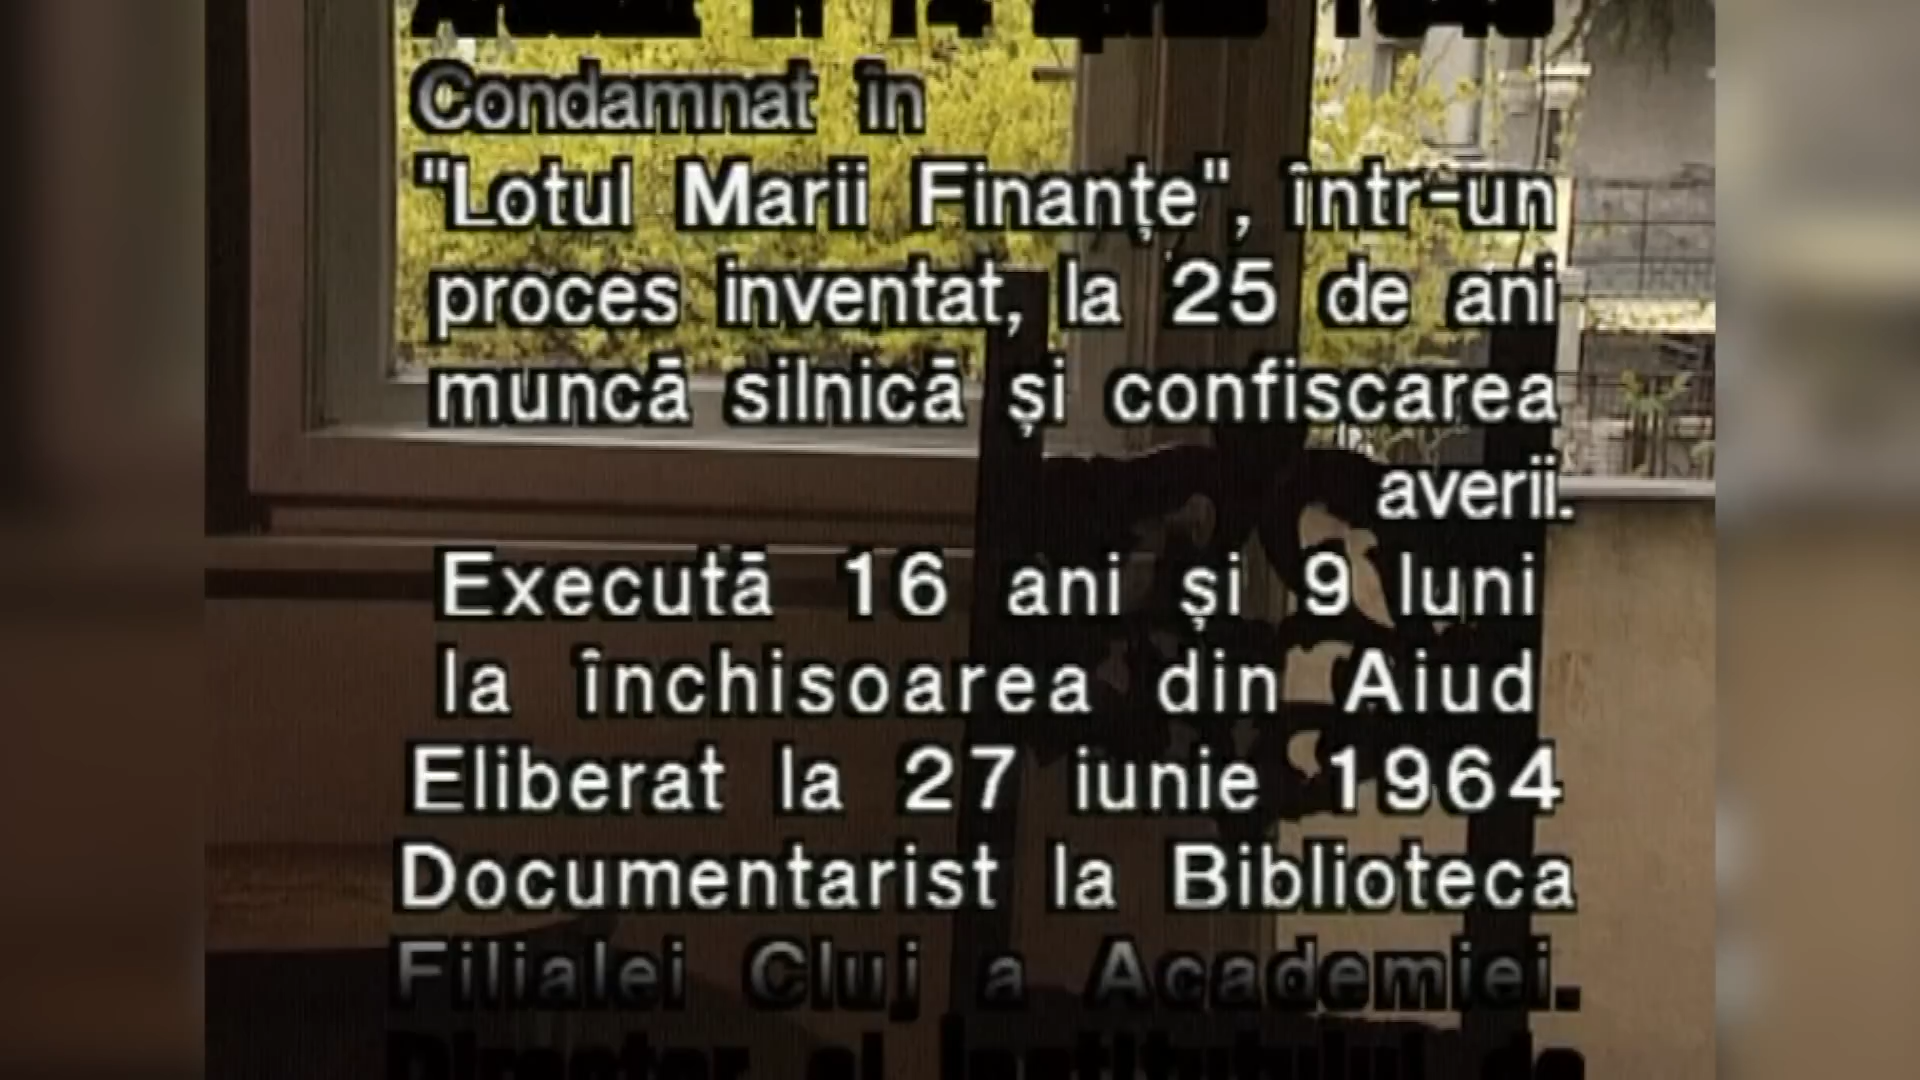 Condamnat în
"Lotul Marii Finanțe", într-un
proces inventat, la 25 de ani
muncă silnică și confiscarea
averii.
Execută 16 ani și 9 luni
la închisoarea din Aiud
Eliberat la 27 iunie 1964
Documentarist la Biblioteca
Filialei Cluj a Academiei.